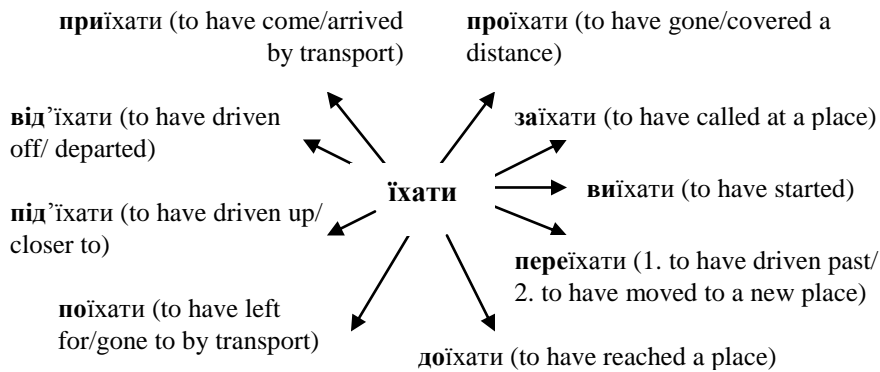 приїхати (to have come/arrived
by transport)
проїхати (to have gone/covered a
distance)
від’їхати (to have driven
off/ departed)
заїхати (to have called at a place)
їхати
виїхати (to have started)
під’їхати (to have driven up/
closer to)
переїхати (1. to have driven past/
2. to have moved to a new place)
поїхати (to have left
for/gone to by transport)
доїхати (to have reached a place)